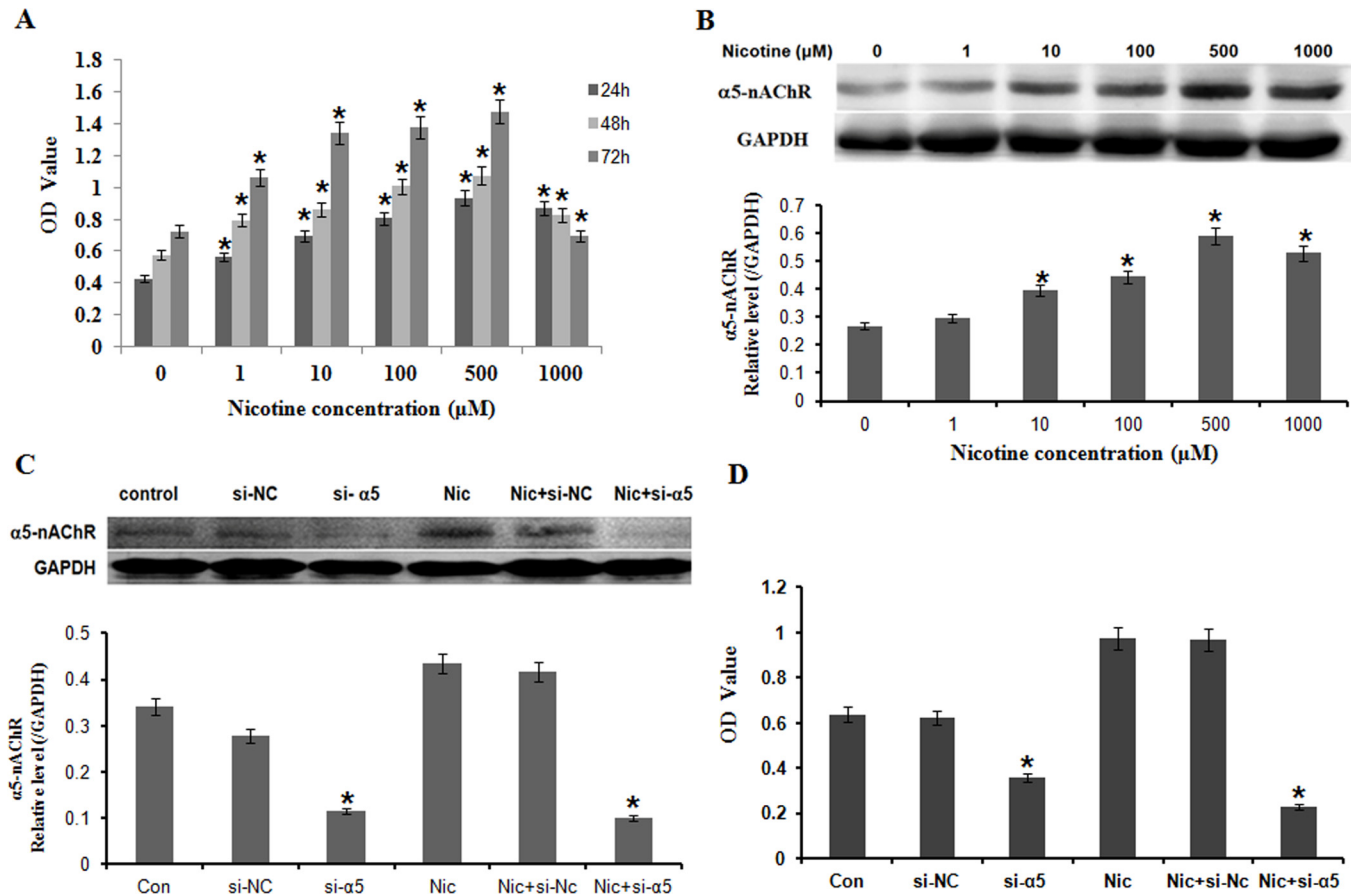 A
OD Value
1.8
1.6
1.4
1.2
1
0.8
0.6
0.4
0.2
0
* * *
* * *
* * *
* * *
* * *
24h
48h
72h
0 1 10 100 500 1000
Nicotine concentration (μM)
B
Nicotine (μM) 0 1 10 100 500 1000
α5-nAChR
GAPDH
α5-nAChR
Relative level (/GAPDH)
0.7
0.6
0.5
0.4
0.3
0.2
0.1
0
* * * *
0 1 10 100 500 1000
Nicotine concentration (μM)
C
control si-NC si- α5 Nic Nic+si-NC Nic+si-α5
α5-nAChR
GAPDH
α5-nAChR
Relative level (/GAPDH)
0.5
0.4
0.3
0.2
0.1
0
* *
Con si-NC si-α5 Nic Nic+si-Nc Nic+si-α5
D
OD Value
1.2
1
0.8
0.6
0.4
0.2
0
* *
Con si-NC si-α5 Nic Nic+si-NC Nic+si-α5